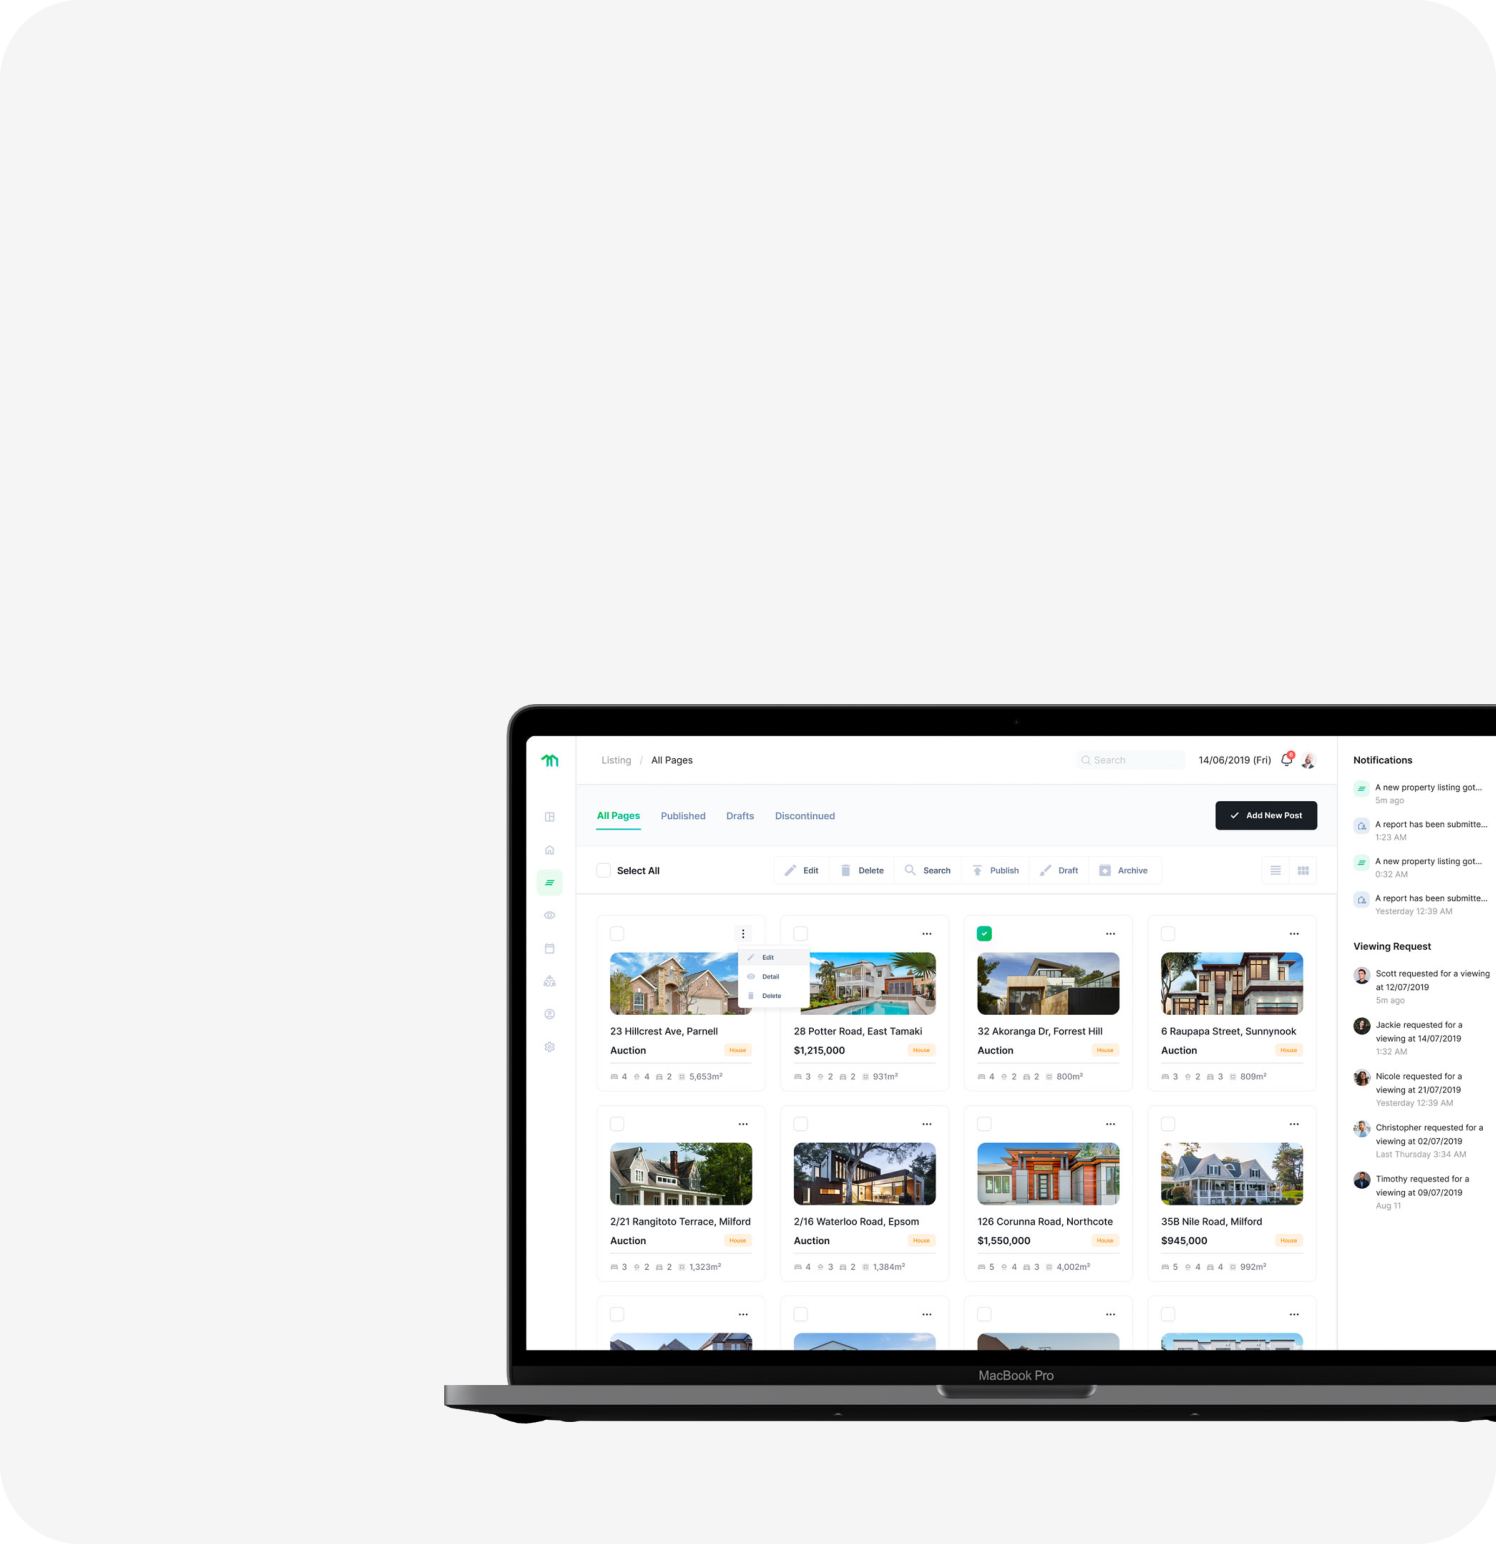 Listing / All Pages
Search
14/06/2019 (Fri)
All Pages
Published
Drafts
Discontinued
Add New Post
Select All
Edit
Delete
Search
Publish
Draft
Archive
Edit
Detail
Delete
23 Hillcrest Ave, Parnell
Auction
House
4 4 2 5,653m²
28 Potter Road, East Tamaki
$1,215,000
House
3 2 2 931m²
32 Akoranga Dr, Forrest Hill
Auction
House
4 2 2 800m²
6 Raupapa Street, Sunnynook
Auction
House
3 2 3 809m²
2/21 Rangitoto Terrace, Milford
Auction
House
3 2 2 1,323m²
2/16 Waterloo Road, Epsom
Auction
House
4 3 2 1,384m²
126 Corunna Road, Northcote
$1,550,000
House
5 4 3 4,002m²
35B Nile Road, Milford
$945,000
House
5 4 4 992m²
Notifications
A new property listing got...
5m ago
A report has been submitte...
1:23 AM
A new property listing got...
0:32 AM
A report has been submitte...
Yesterday 12:39 AM
Viewing Request
Scott requested for a viewing
at 12/07/2019
5m ago
Jackie requested for a
viewing at 14/07/2019
1:32 AM
Nicole requested for a
viewing at 21/07/2019
Yesterday 12:39 AM
Christopher requested for a
viewing at 02/07/2019
Last Thursday 3:34 AM
Timothy requested for a
viewing at 09/07/2019
Aug 11
MacBook Pro